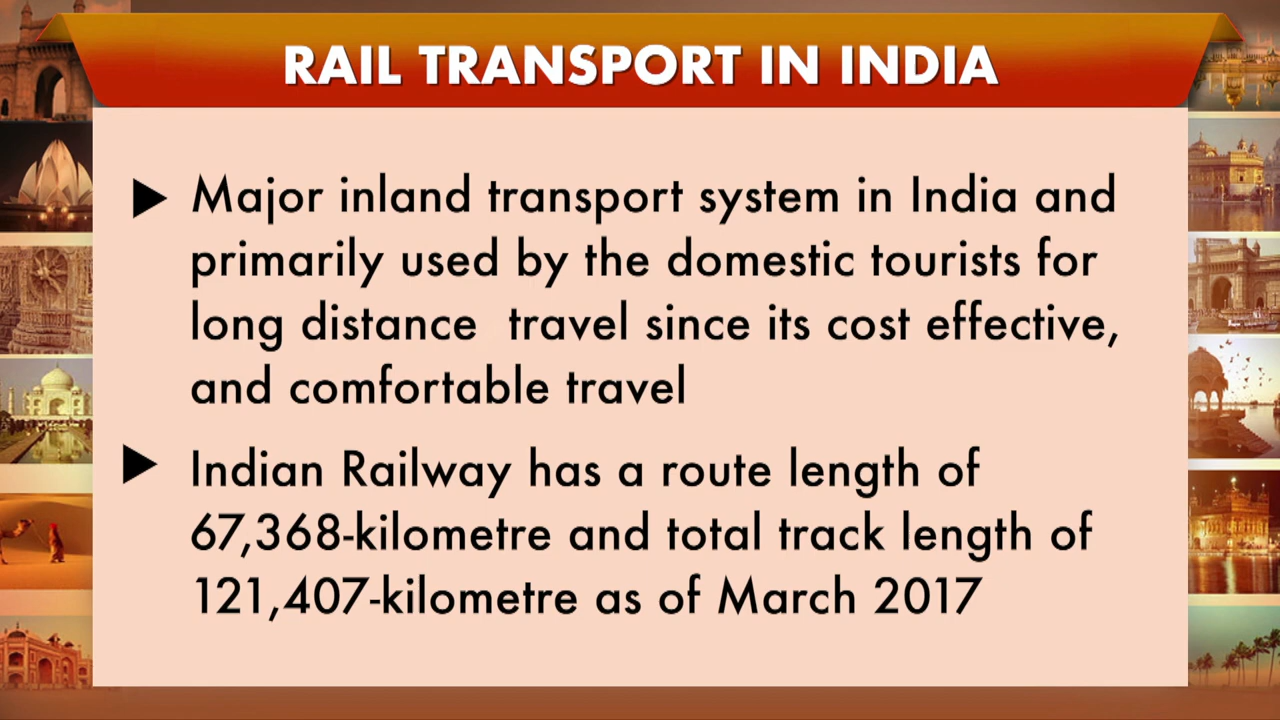 RAIL TRANSPORT IN INDIA
Major inland transport system in India and
primarily used by the domestic tourists for
long distance travel since its cost effective,
and comfortable travel
Indian Railway has a route length of
67,368-kilometre and total track length of
121,407-kilometre as of March 2017